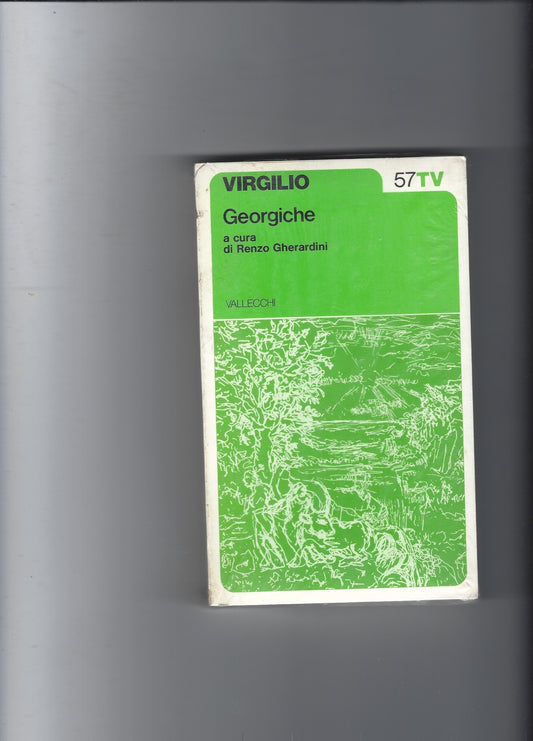 VIRGILIO
57TV
Georgiche
a cura
di Renzo Gherardini
VALLECCHI